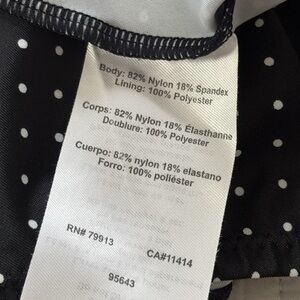 Body: 82% Nylon 18% Spandex
Lining: 100% Polyester
Corps: 82% Nylon 18% Élasthanne
Doublure: 100% Polyester
Cuerpo: 82% nylon 18% elastano
Forro: 100% poliéster
RN# 79913 CA#11414
95643